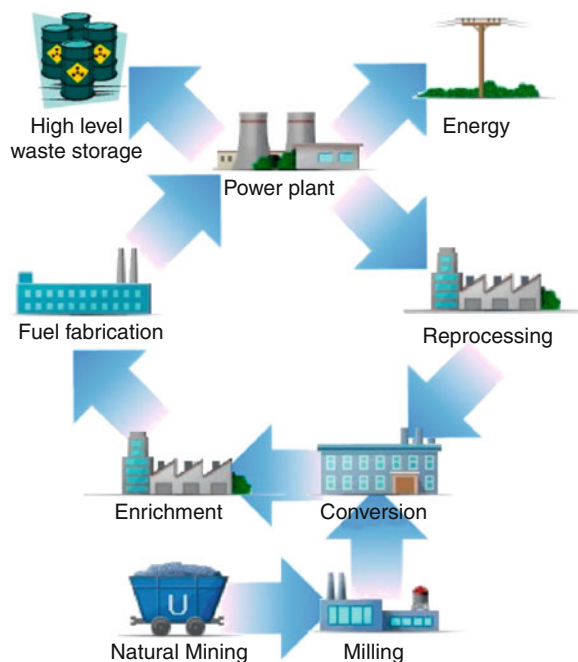 High level
waste storage
Energy
Power plant
Fuel fabrication
Reprocessing
Enrichment
Conversion
U
Natural Mining
Milling